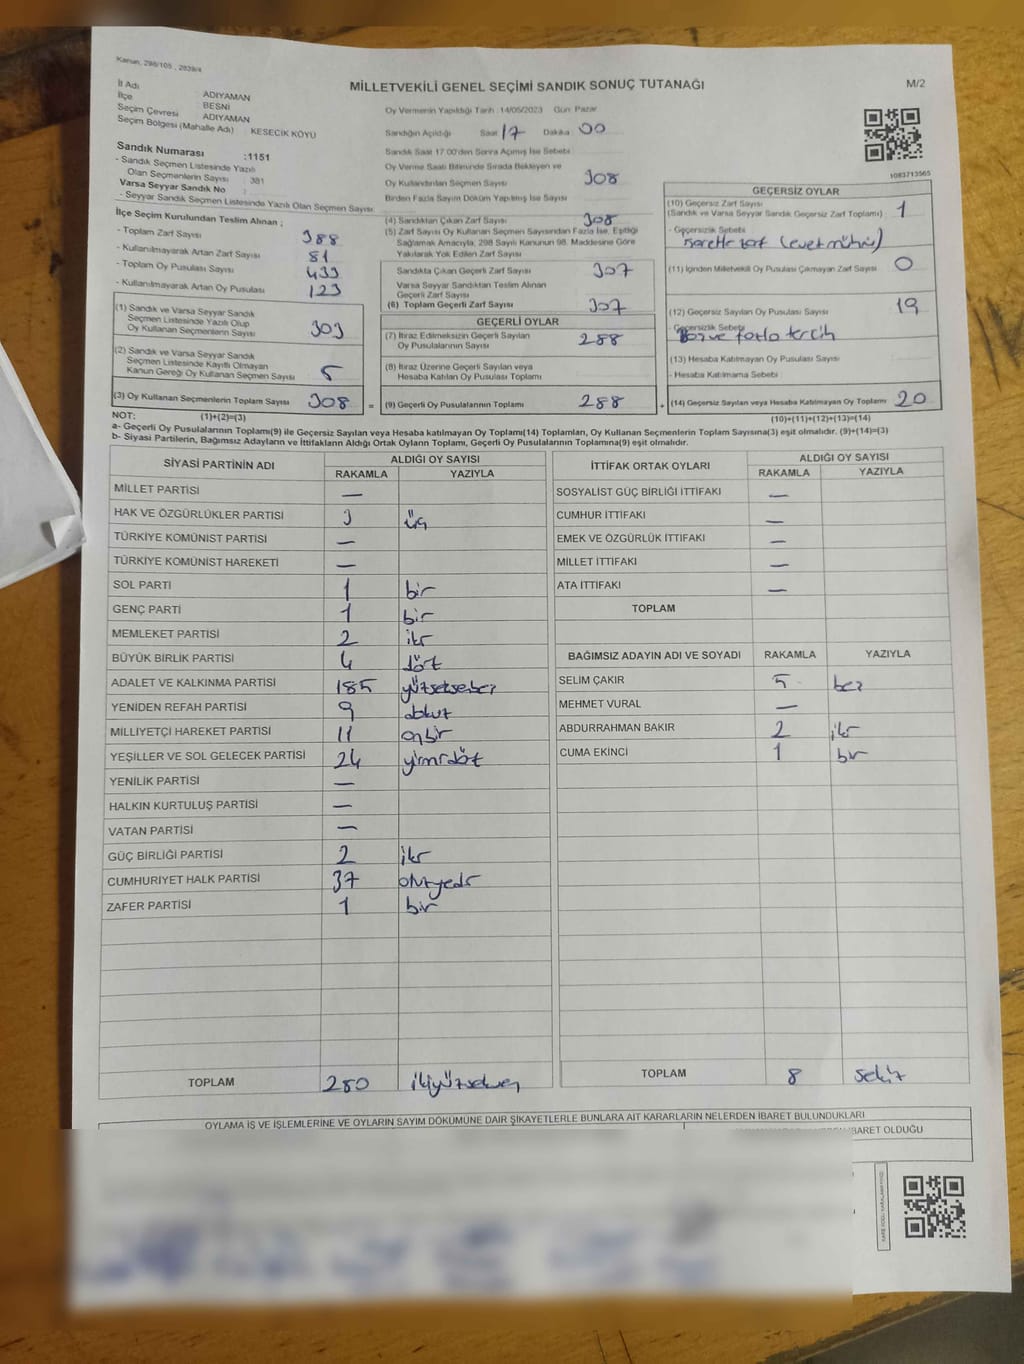 Kanun, 298/105 , 2839/4
MİLLETVEKİLİ GENEL SEÇİMİ SANDIK SONUÇ TUTANAĞI
M/2
İl Adı ADIYAMAN
İlçe BESNİ
Seçim Çevresi ADIYAMAN
Seçim Bölgesi (Mahalle Adı) : KESECİK KÖYÜ
Sandık Numarası :1151
- Sandık Seçmen Listesinde Yazılı
Olan Seçmenlerin Sayısı : 381
Varsa Seyyar Sandık No :
- Seyyar Sandık Seçmen Listesinde Yazılı Olan Seçmen Sayısı:
İlçe Seçim Kurulundan Teslim Alınan ;
- Toplam Zarf Sayısı 388
- Kullanılmayarak Artan Zarf Sayısı 81
- Toplam Oy Pusulası Sayısı 433
- Kullanılmayarak Artan Oy Pusulası 123
(1) Sandık ve Varsa Seyyar Sandık
Seçmen Listesinde Yazılı Olup
Oy Kullanan Seçmenlerin Sayısı 303
(2) Sandık ve Varsa Seyyar Sandık
Seçmen Listesinde Kayıtlı Olmayan
Kanun Gereği Oy Kullanan Seçmen Sayısı 5
(3) Oy Kullanan Seçmenlerin Toplam Sayısı 308
Oy Vermenin Yapıldığı Tarih :14/05/2023 Gün: Pazar
Sandığın Açıldığı Saat 17 Dakika 00
Sandık Saat 17:00'den Sonra Açılmış İse Sebebi
Oy Verme Saati Bitiminde Sırada Bekleyen ve
Oy Kullandırılan Seçmen Sayısı 308
Birden Fazla Sayım Döküm Yapılmış İse Sayısı
(4) Sandıktan Çıkan Zarf Sayısı 308
(5) Zarf Sayısı Oy Kullanan Seçmen Sayısından Fazla İse, Eşitliği
Sağlamak Amacıyla, 298 Sayılı Kanunun 98. Maddesine Göre
Yakılarak Yok Edilen Zarf Sayısı
Sandıkta Çıkan Geçerli Zarf Sayısı 307
Varsa Seyyar Sandıktan Teslim Alınan
Geçerli Zarf Sayısı
(6) Toplam Geçerli Zarf Sayısı 307
GEÇERLİ OYLAR
(7) İtiraz Edilmeksizin Geçerli Sayılan
Oy Pusulalarının Sayısı 288
(8) İtiraz Üzerine Geçerli Sayılan veya
Hesaba Katılan Oy Pusulası Toplamı
= (9) Geçerli Oy Pusulalarının Toplamı 288
1083713565
GEÇERSİZ OYLAR
(10) Geçersiz Zarf Sayısı
(Sandık ve Varsa Seyyar Sandık Geçersiz Zarf Toplamı) 1
- Geçersizlik Sebebi
zarf (evet mührü)
(11) İçinden Milletvekili Oy Pusulası Çıkmayan Zarf Sayısı 0
(12) Geçersiz Sayılan Oy Pusulası Sayısı 19
Geçersizlik Sebebi
Boş ve fazla tercih
(13) Hesaba Katılmayan Oy Pusulası Sayısı
- Hesaba Katılmama Sebebi
+ (14) Geçersiz Sayılan veya Hesaba Katılmayan Oy Toplamı 20
NOT: (1)+(2)=(3) (10)+(11)+(12)+(13)=(14)
a- Geçerli Oy Pusulalarının Toplamı(9) ile Geçersiz Sayılan veya Hesaba katılmayan Oy Toplamı(14) Toplamları, Oy Kullanan Seçmenlerin Toplam Sayısına(3) eşit olmalıdır. (9)+(14)=(3)
b- Siyasi Partilerin, Bağımsız Adayların ve İttifakların Aldığı Ortak Oyların Toplamı, Geçerli Oy Pusulalarının Toplamına(9) eşit olmalıdır.
SİYASİ PARTİNİN ADI ALDIĞI OY SAYISI
RAKAMLA YAZIYLA
MİLLET PARTİSİ —
HAK VE ÖZGÜRLÜKLER PARTİSİ 3 üç
TÜRKİYE KOMÜNİST PARTİSİ —
TÜRKİYE KOMÜNİST HAREKETİ —
SOL PARTİ 1 bir
GENÇ PARTİ 1 bir
MEMLEKET PARTİSİ 2 iki
BÜYÜK BİRLİK PARTİSİ 4 dört
ADALET VE KALKINMA PARTİSİ 185 yüzseksenbeş
YENİDEN REFAH PARTİSİ 9 dokuz
MİLLİYETÇİ HAREKET PARTİSİ 11 onbir
YEŞİLLER VE SOL GELECEK PARTİSİ 24 yirmidört
YENİLİK PARTİSİ —
HALKIN KURTULUŞ PARTİSİ —
VATAN PARTİSİ —
GÜÇ BİRLİĞİ PARTİSİ 2 iki
CUMHURİYET HALK PARTİSİ 37 otuzyedi
ZAFER PARTİSİ 1 bir
TOPLAM 280 ikiyüzseksen
İTTİFAK ORTAK OYLARI ALDIĞI OY SAYISI
RAKAMLA YAZIYLA
SOSYALİST GÜÇ BİRLİĞİ İTTİFAKI —
CUMHUR İTTİFAKI —
EMEK VE ÖZGÜRLÜK İTTİFAKI —
MİLLET İTTİFAKI —
ATA İTTİFAKI —
TOPLAM
BAĞIMSIZ ADAYIN ADI VE SOYADI RAKAMLA YAZIYLA
SELİM ÇAKIR 5 beş
MEHMET VURAL —
ABDURRAHMAN BAKIR 2 iki
CUMA EKİNCİ 1 bir
TOPLAM 8 sekiz
OYLAMA İŞ VE İŞLEMLERİNE VE OYLARIN SAYIM DÖKÜMÜNE DAİR ŞİKAYETLERLE BUNLARA AİT KARARLARIN NELERDEN İBARET BULUNDUKLARI
İBARET OLDUĞU